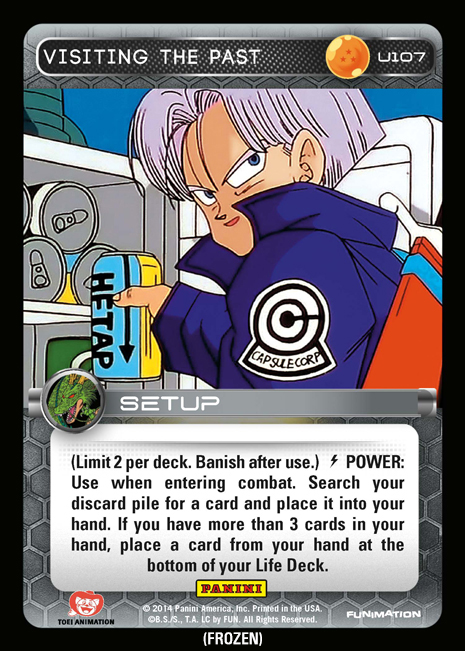 VISITING THE PAST
U107
HETAP
CAPSULE CORP
SETUP
(Limit 2 per deck. Banish after use.) POWER:
Use when entering combat. Search your
discard pile for a card and place it into your
hand. If you have more than 3 cards in your
hand, place a card from your hand at the
bottom of your Life Deck.
PANINI
© 2014 Panini America, Inc. Printed in the USA.
©B.S./S., T.A. LC by FUN. All Rights Reserved.
TOEI ANIMATION
FUNIMATION
(FROZEN)